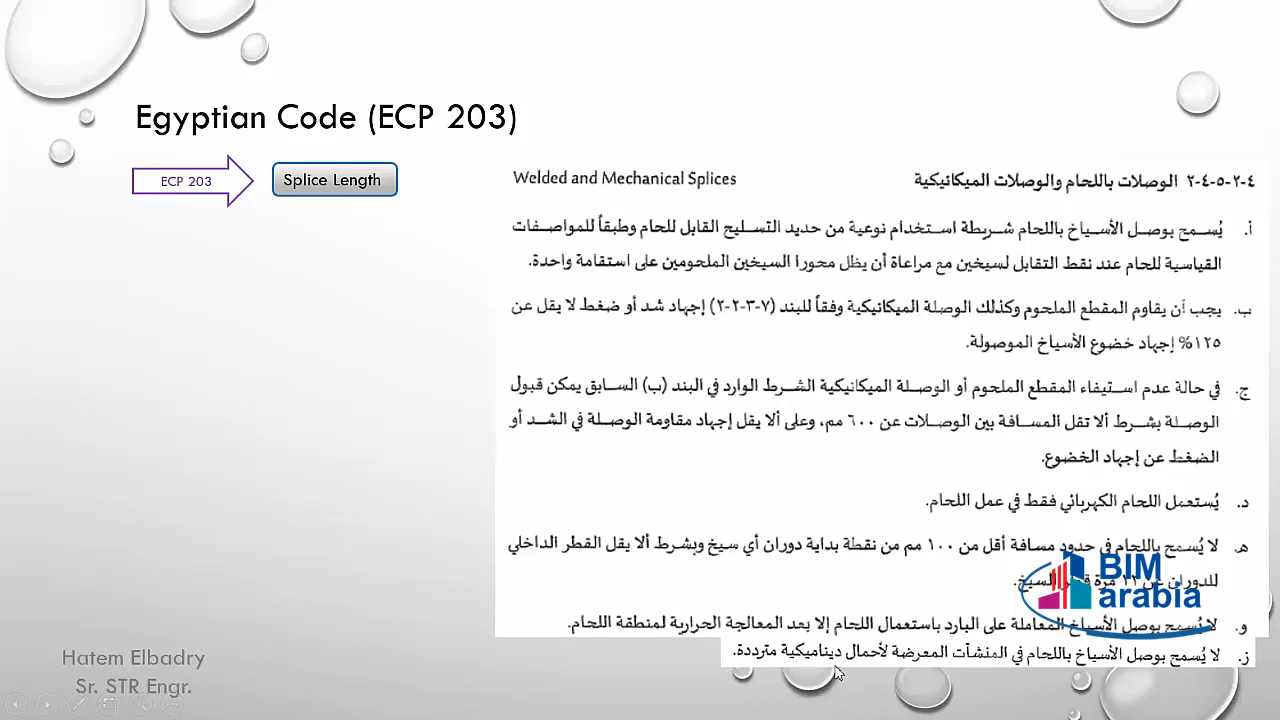 Egyptian Code (ECP 203)
ECP 203
Splice Length
٤-٢-٥-٤-٢ الوصلات باللحام والوصلات الميكانيكية
Welded and Mechanical Splices
أ. يُسمح بوصل الأسياخ باللحام شريطة استخدام نوعية من حديد التسليح القابل للحام وطبقاً للمواصفات
القياسية للحام عند نقط التقابل لسيخين مع مراعاة أن يظل محورا السيخين الملحومين على استقامة واحدة.
ب. يجب أن يقاوم المقطع الملحوم وكذلك الوصلة الميكانيكية وفقاً للبند (٧-٣-٢-٢) إجهاد شد أو ضغط لا يقل عن
١٢٥% إجهاد خضوع الأسياخ الموصولة.
ج. في حالة عدم استيفاء المقطع الملحوم أو الوصلة الميكانيكية الشرط الوارد في البند (ب) السابق يمكن قبول
الوصلة بشرط ألا تقل المسافة بين الوصلات عن ٦٠٠ مم، وعلى ألا يقل إجهاد مقاومة الوصلة في الشد أو
الضغط عن إجهاد الخضوع.
د. يُستعمل اللحام الكهربائي فقط في عمل اللحام.
هـ. لا يُسمح باللحام في حدود مسافة أقل من ١٠٠ مم من نقطة بداية دوران أي سيخ وبشرط ألا يقل القطر الداخلي
للدوران عن مرة قطر السيخ.
BIM
arabia
و. لا يُسمح بوصل الأسياخ المعاملة على البارد باستعمال اللحام إلا بعد المعالجة الحرارية لمنطقة اللحام.
ز. لا يُسمح بوصل الأسياخ باللحام في المنشآت المعرضة لأحمال ديناميكية مترددة.
Hatem Elbadry
Sr. STR Engr.